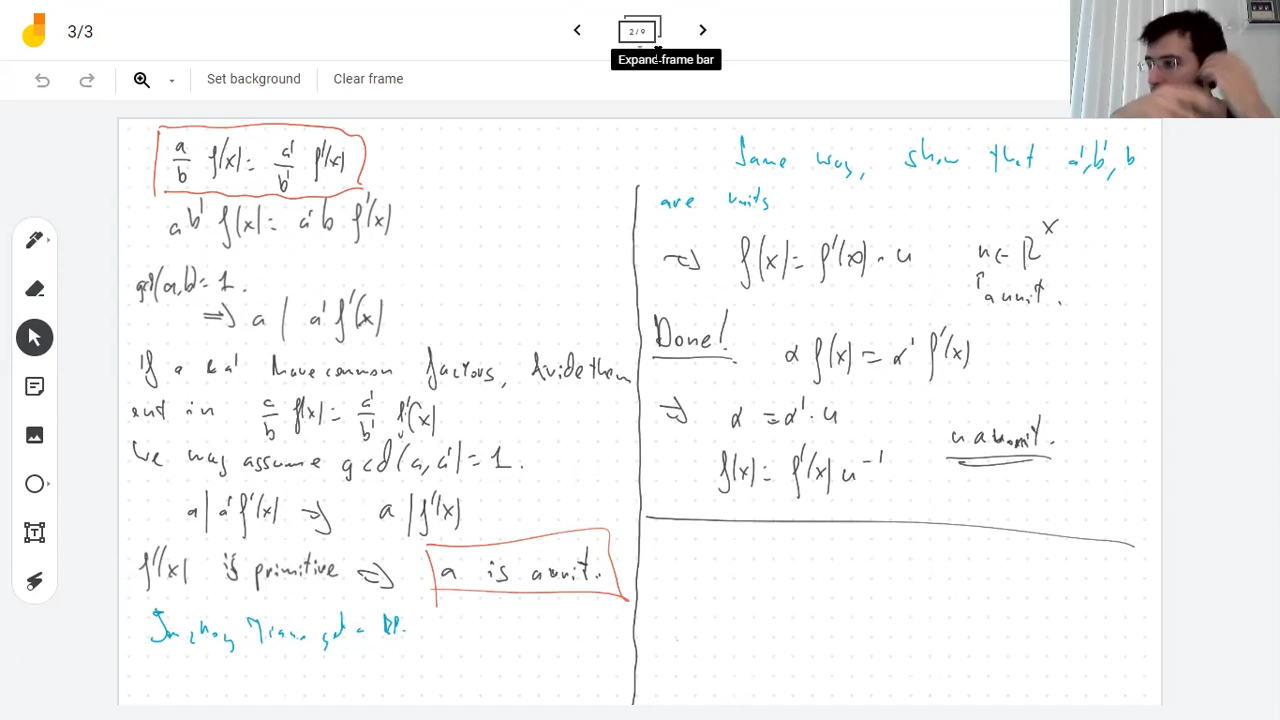 3/3
2/9
Expand frame bar
Set background
Clear frame
a/b f(x) = a'/b' f'(x)
ab' f(x) = a'b f'(x)
gcd(a,b) = 1.
⇒ a | a' f'(x)
If a & a' have common factors, divide them
out in a/b f(x) = a'/b' f'(x)
We may assume gcd(a,a') = 1.
a | a' f'(x) ⇒ a | f'(x)
f'(x) is primitive ⇒ a is a unit.
Same way, show that a', b', b
are units
⇒ f(x) = f'(x) · u u ∈ R^×
↑ a unit.
Done! α f(x) = α' f'(x)
⇒ α = α' · u
f(x) = f'(x) u^-1 u a unit.